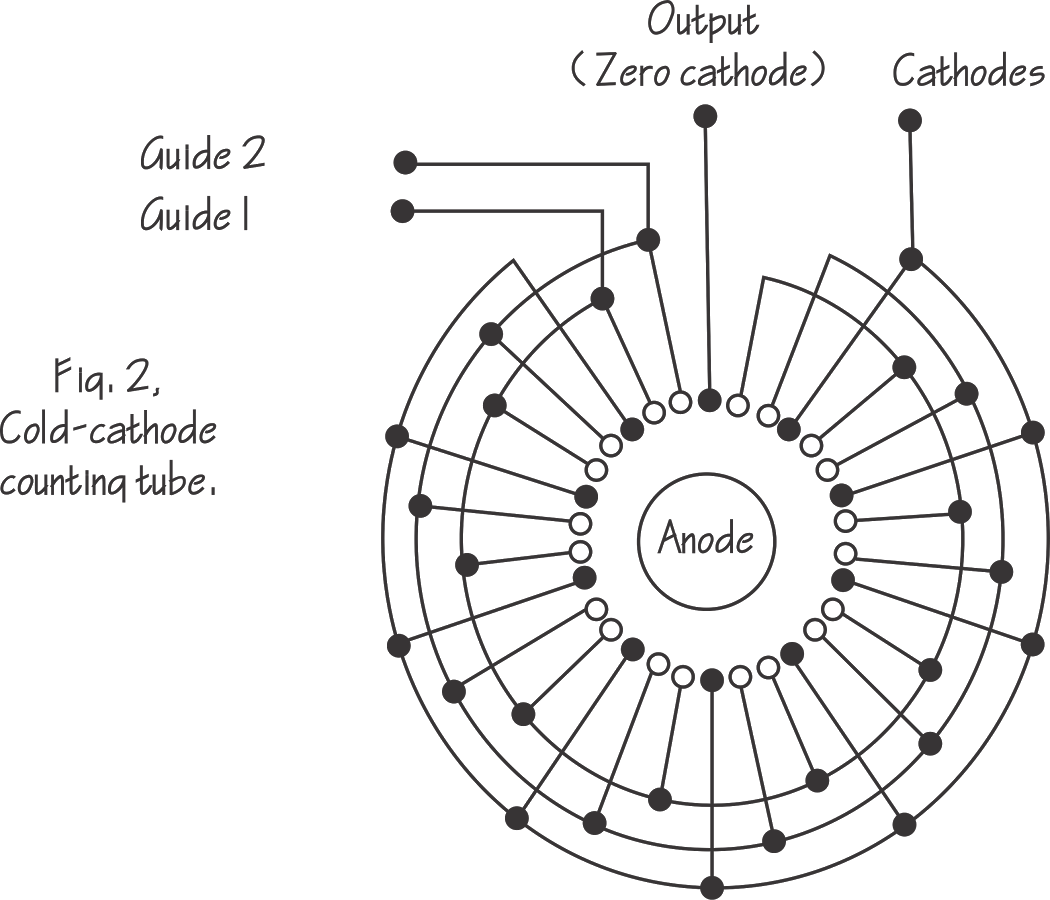 Output
(Zero cathode)
Cathodes
Guide 2
Guide 1
Fig. 2,
Cold-cathode
counting tube.
Anode